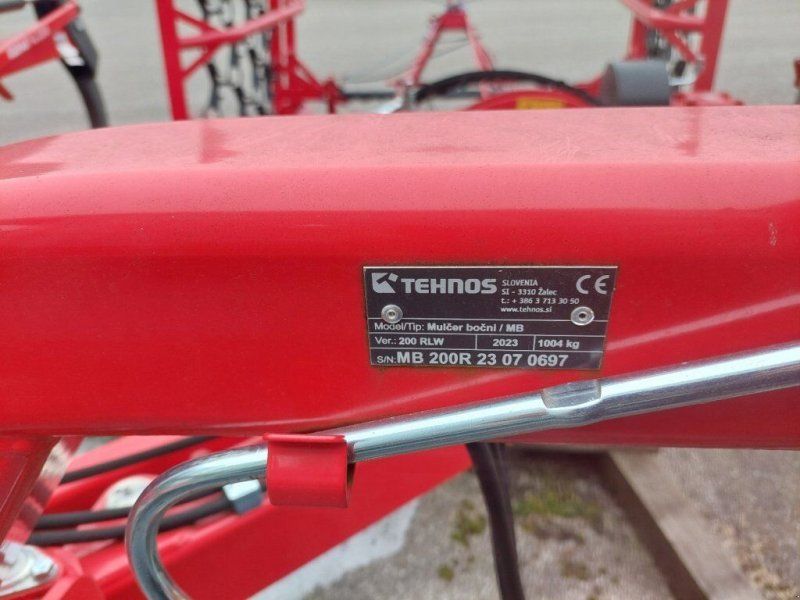 TEHNOS
SLOVENIA
SI - 3310 Žalec
t.: + 386 3 713 30 50
www.tehnos.si
CE
Model/Tip: Mulčer bočni / MB
Ver.: 200 RLW 2023 1004 kg
S/N: MB 200R 23 07 0697